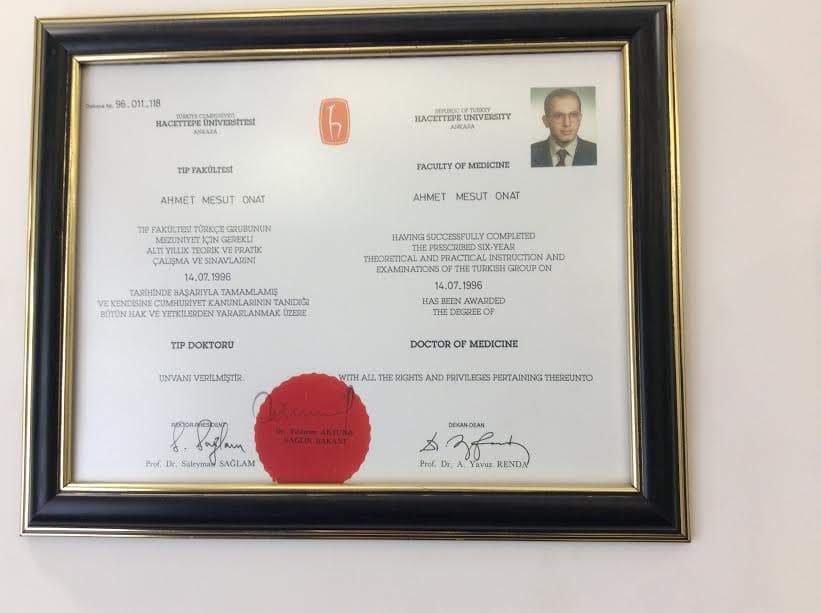 Diploma No. 96.011.118
TÜRKİYE CUMHURİYETİ
HACETTEPE ÜNİVERSİTESİ
ANKARA
TIP FAKÜLTESİ
AHMET MESUT ONAT
TIP FAKÜLTESİ TÜRKÇE GRUBUNUN
MEZUNİYET İÇİN GEREKLİ
ALTI YILLIK TEORİK VE PRATİK
ÇALIŞMA VE SINAVLARINI
14.07.1996
TARİHİNDE BAŞARIYLA TAMAMLAMIŞ
VE KENDİSİNE CUMHURİYET KANUNLARININ TANIDIĞI
BÜTÜN HAK VE YETKİLERDEN YARARLANMAK ÜZERE
TIP DOKTORU
UNVANI VERİLMİŞTİR.
REKTÖR-PRESIDENT
Prof. Dr. Süleyman SAĞLAM
Dr. Yıldırım AKTUNA
SAĞLIK BAKANI
REPUBLIC OF TURKEY
HACETTEPE UNIVERSITY
ANKARA
FACULTY OF MEDICINE
AHMET MESUT ONAT
HAVING SUCCESSFULLY COMPLETED
THE PRESCRIBED SIX-YEAR
THEORETICAL AND PRACTICAL INSTRUCTION AND
EXAMINATIONS OF THE TURKISH GROUP ON
14.07.1996
HAS BEEN AWARDED
THE DEGREE OF
DOCTOR OF MEDICINE
WITH ALL THE RIGHTS AND PRIVILEGES PERTAINING THEREUNTO
DEKAN-DEAN
Prof. Dr. A. Yavuz RENDA